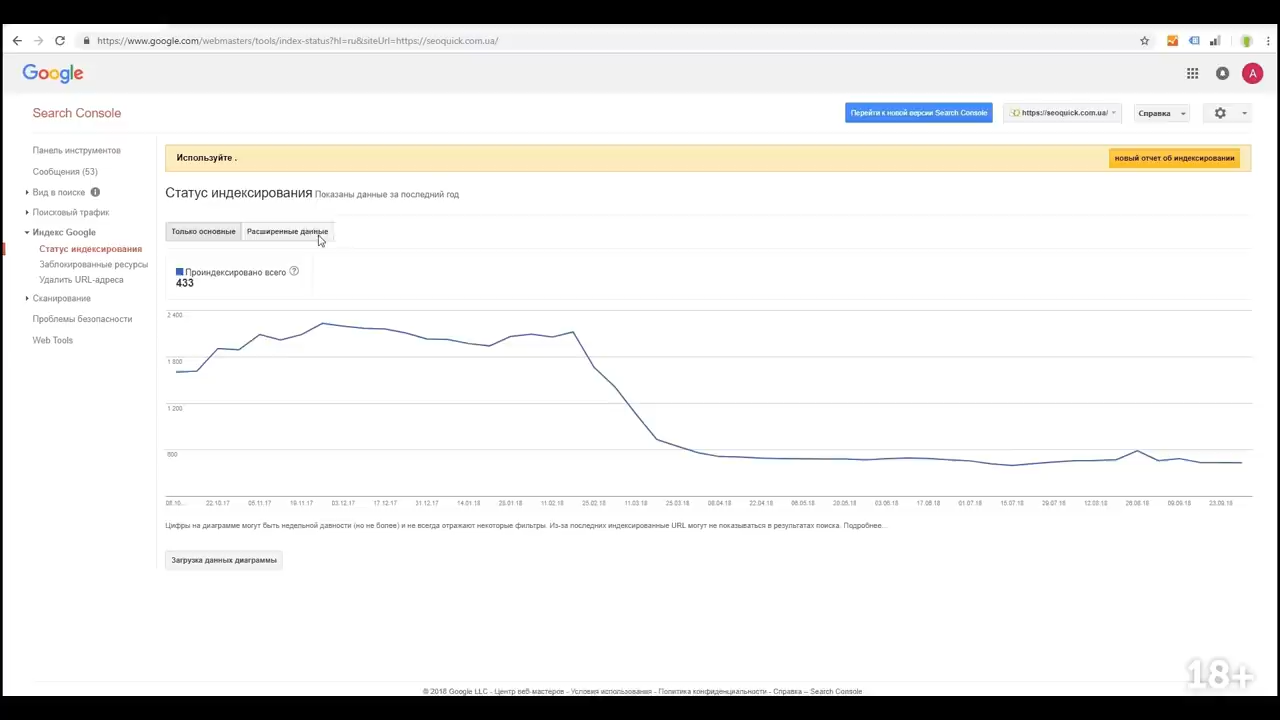 https://www.google.com/webmasters/tools/index-status?hl=ru&siteUrl=https://seoquick.com.ua/
Google
A
Search Console
Перейти к новой версии Search Console
https://seoquick.com.ua/
Справка
Панель инструментов
Сообщения (53)
Вид в поиске
Поисковый трафик
Индекс Google
Статус индексирования
Заблокированные ресурсы
Удалить URL-адреса
Сканирование
Проблемы безопасности
Web Tools
Используйте .
новый отчет об индексировании
Статус индексирования Показаны данные за последний год
Только основные
Расширенные данные
Проиндексировано всего
433
2 400
1 800
1 200
600
08.10... 22.10.17 05.11.17 19.11.17 03.12.17 17.12.17 31.12.17 14.01.18 28.01.18 11.02.18 25.02.18 11.03.18 25.03.18 08.04.18 22.04.18 06.05.18 20.05.18 03.06.18 17.06.18 01.07.18 15.07.18 29.07.18 12.08.18 26.08.18 09.09.18 23.09.18
Цифры на диаграмме могут быть недельной давности (но не более) и не всегда отражают некоторые фильтры. Из-за последних индексированные URL могут не показываться в результатах поиска. Подробнее...
Загрузка данных диаграммы
© 2018 Google LLC - Центр веб-мастеров - Условия использования - Политика конфиденциальности - Справка – Search Console
18+